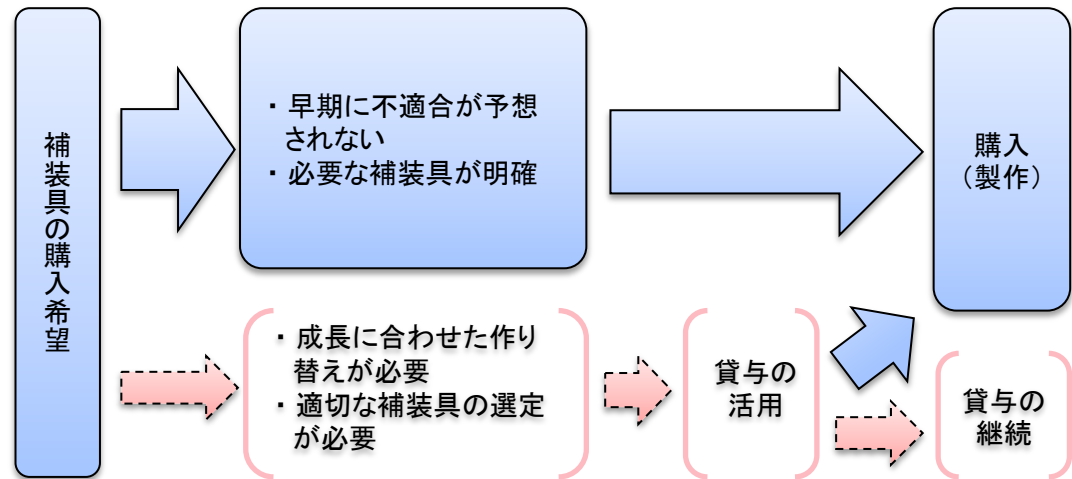 補装具の購入希望
・ 早期に不適合が予想
されない
・ 必要な補装具が明確
購入
（製作）
・ 成長に合わせた作り
替えが必要
・ 適切な補装具の選定
が必要
貸与の
活用
貸与の
継続